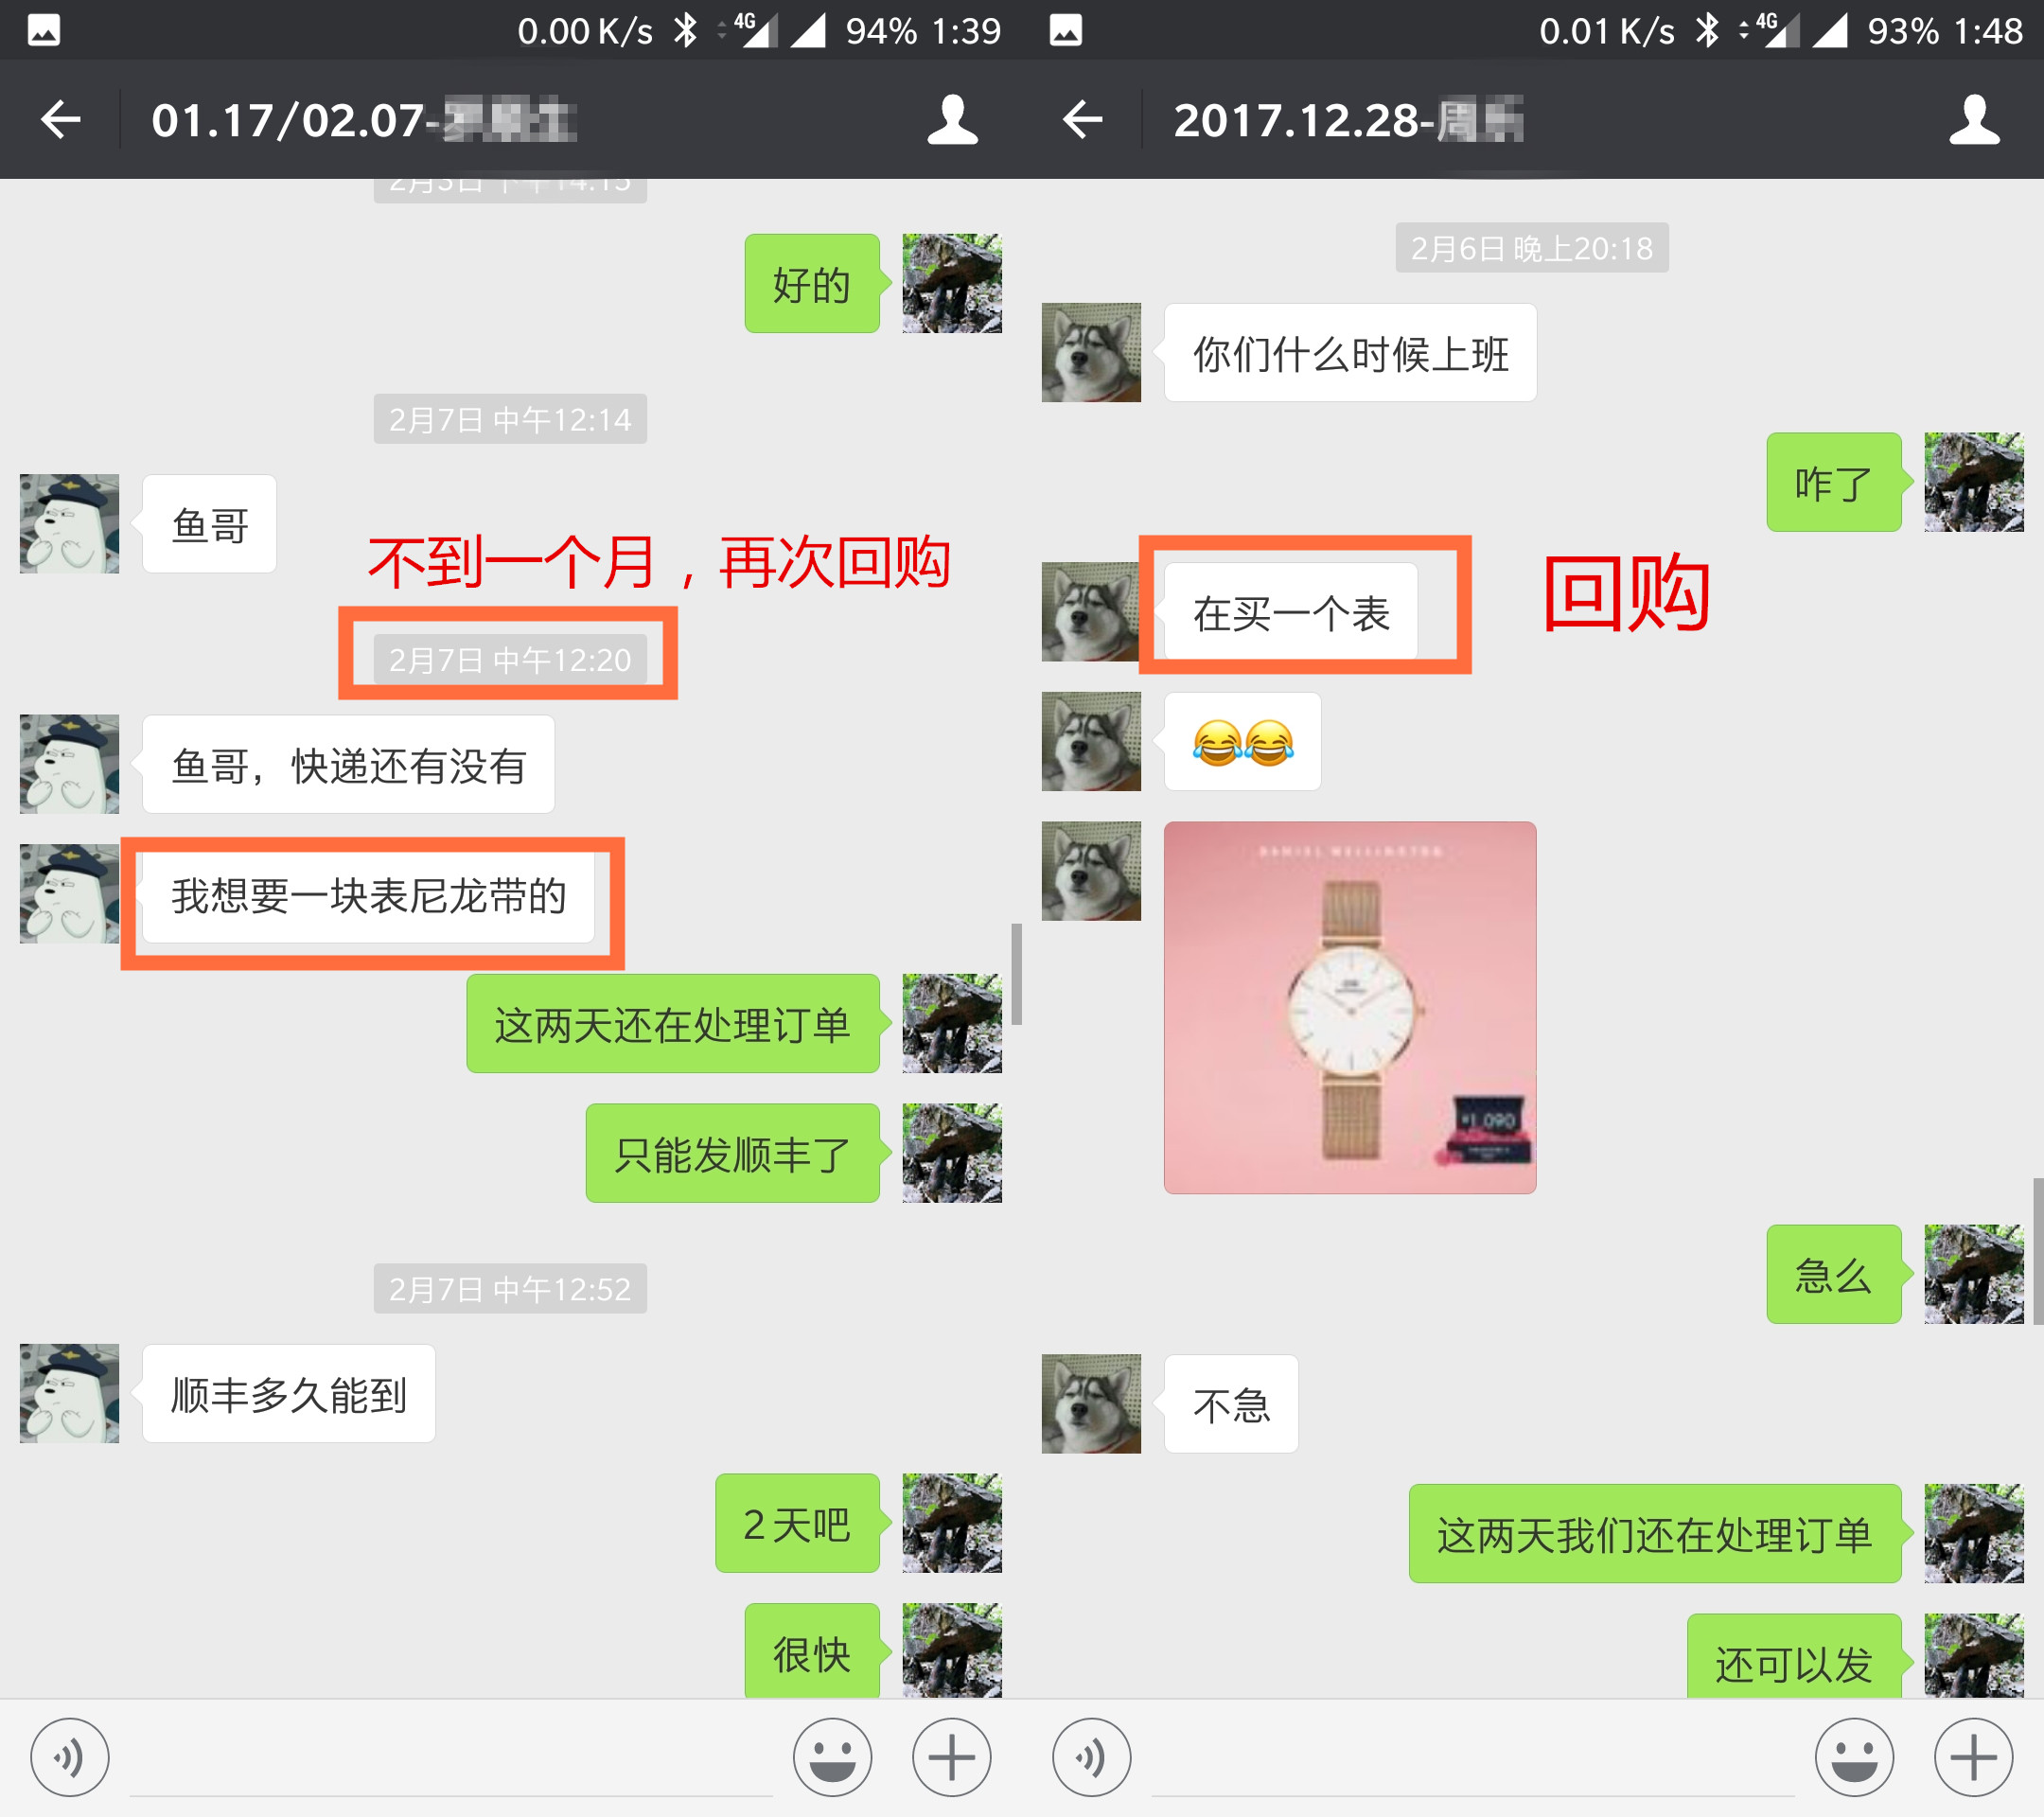 0.00 K/s 4G 94% 1:39
01.17/02.07-
好的
2月7日 中午12:14
鱼哥
不到一个月，再次回购
2月7日 中午12:20
鱼哥，快递还有没有
我想要一块表尼龙带的
这两天还在处理订单
只能发顺丰了
2月7日 中午12:52
顺丰多久能到
2天吧
很快
0.01 K/s 4G 93% 1:48
2017.12.28-周
2月6日 晚上20:18
你们什么时候上班
咋了
在买一个表
回购
DANIEL WELLINGTON
¥1,090
急么
不急
这两天我们还在处理订单
还可以发